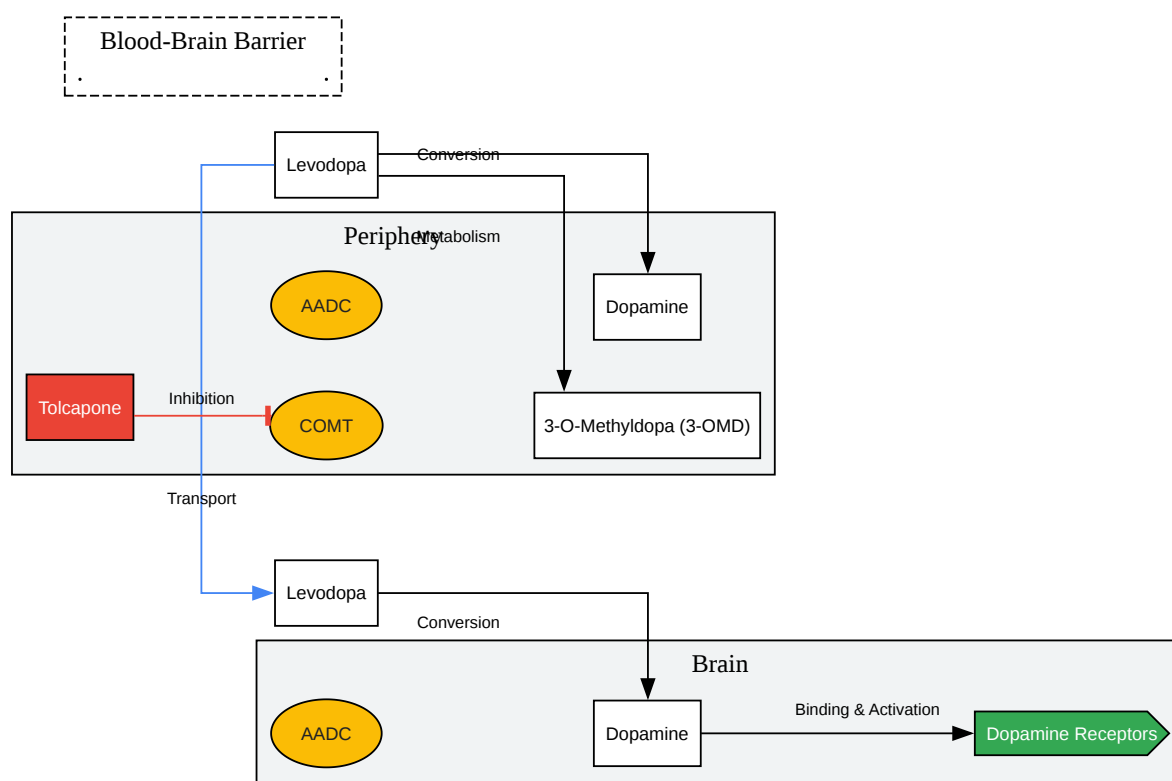 Blood-Brain Barrier
. .
Levodopa
Conversion
Periphery
Metabolism
AADC
Dopamine
Tolcapone
Inhibition
COMT
3-O-Methyldopa (3-OMD)
Transport
Levodopa
Conversion
Brain
AADC
Dopamine
Binding & Activation
Dopamine Receptors